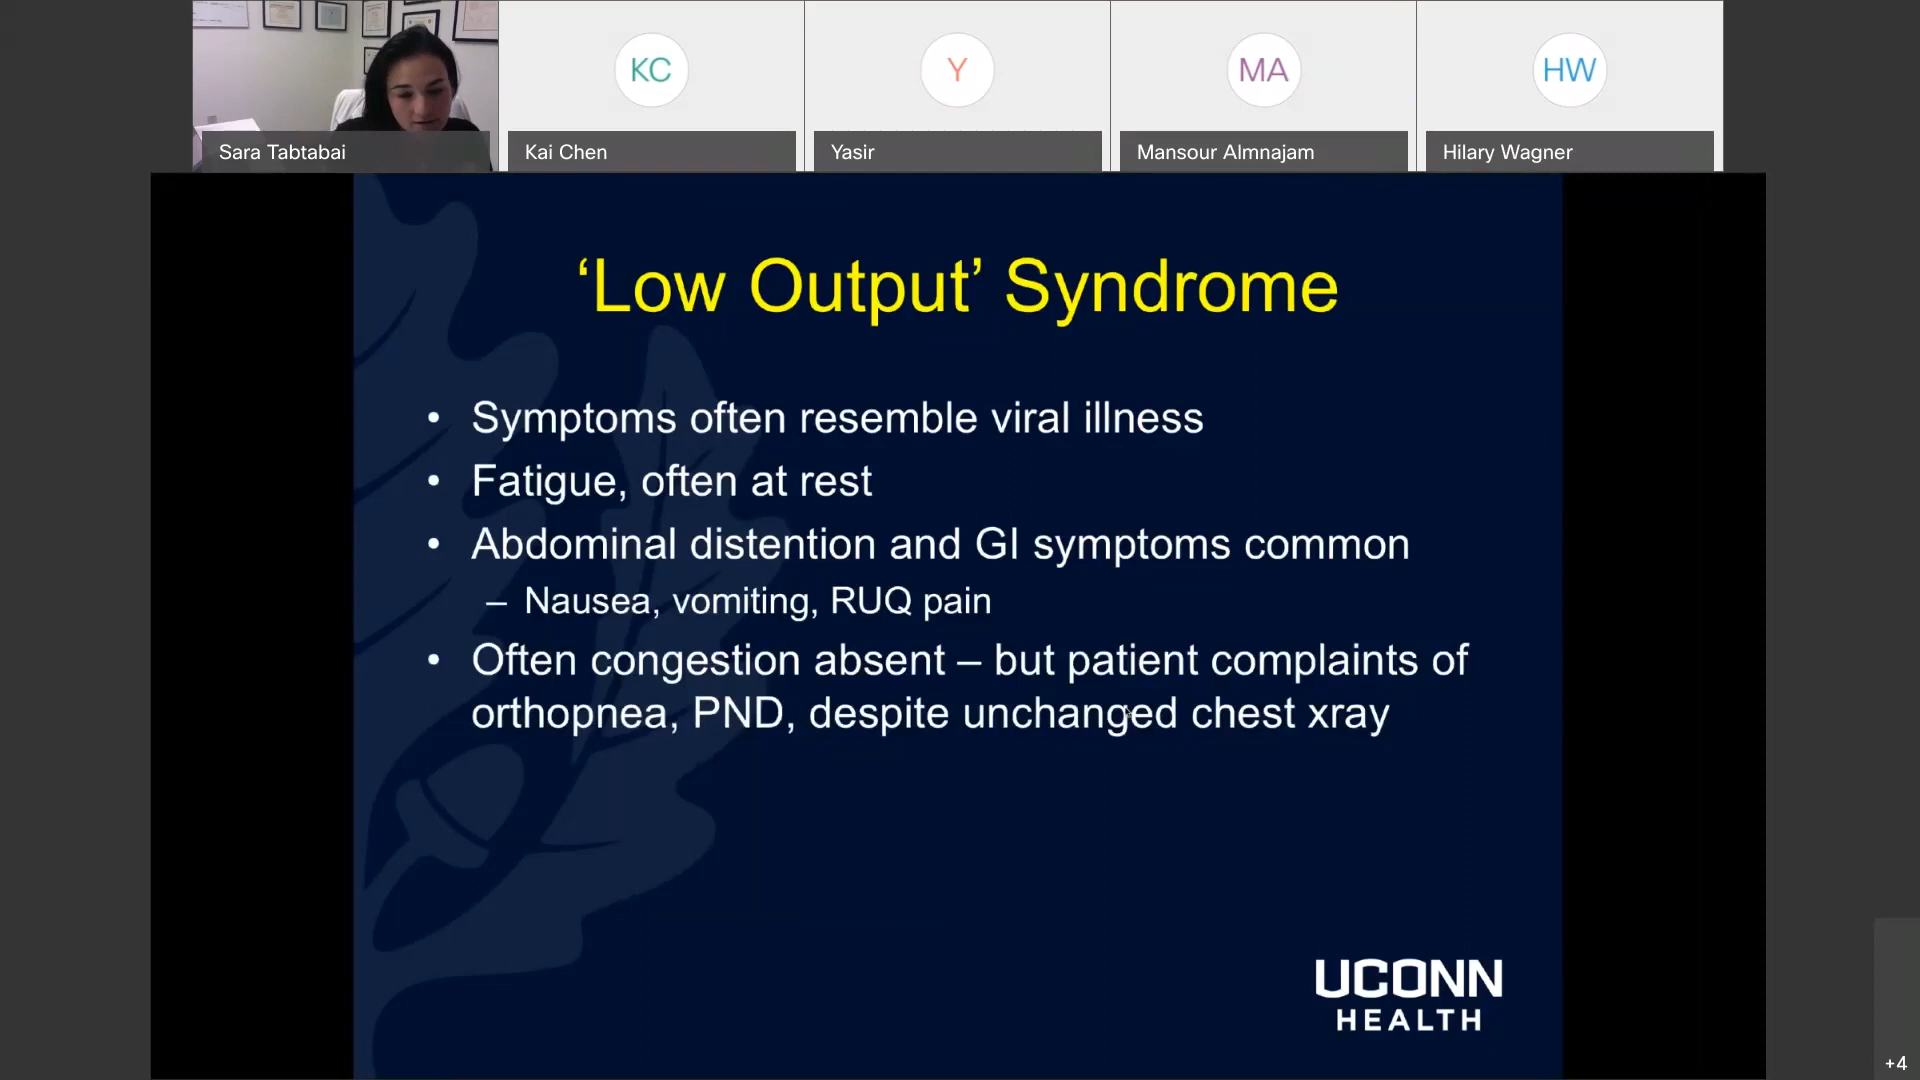 KC
Y
MA
HW
Sara Tabtabai
Kai Chen
Yasir
Mansour Almnajam
Hilary Wagner
‘Low Output’ Syndrome
• Symptoms often resemble viral illness
• Fatigue, often at rest
• Abdominal distention and GI symptoms common
– Nausea, vomiting, RUQ pain
• Often congestion absent – but patient complaints of
orthopnea, PND, despite unchanged chest xray
UCONN
HEALTH
+4